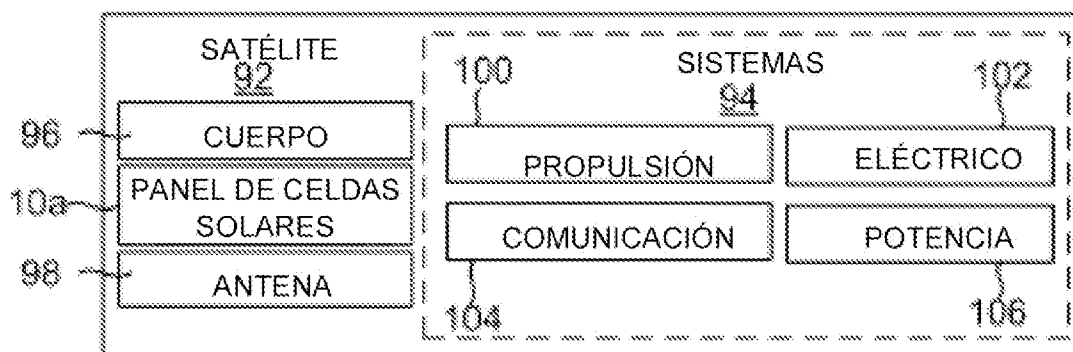 SATÉLITE
92
96
CUERPO
10a
PANEL DE CELDAS
SOLARES
98
ANTENA
SISTEMAS
94
100
102
PROPULSIÓN
ELÉCTRICO
COMUNICACIÓN
POTENCIA
104
106